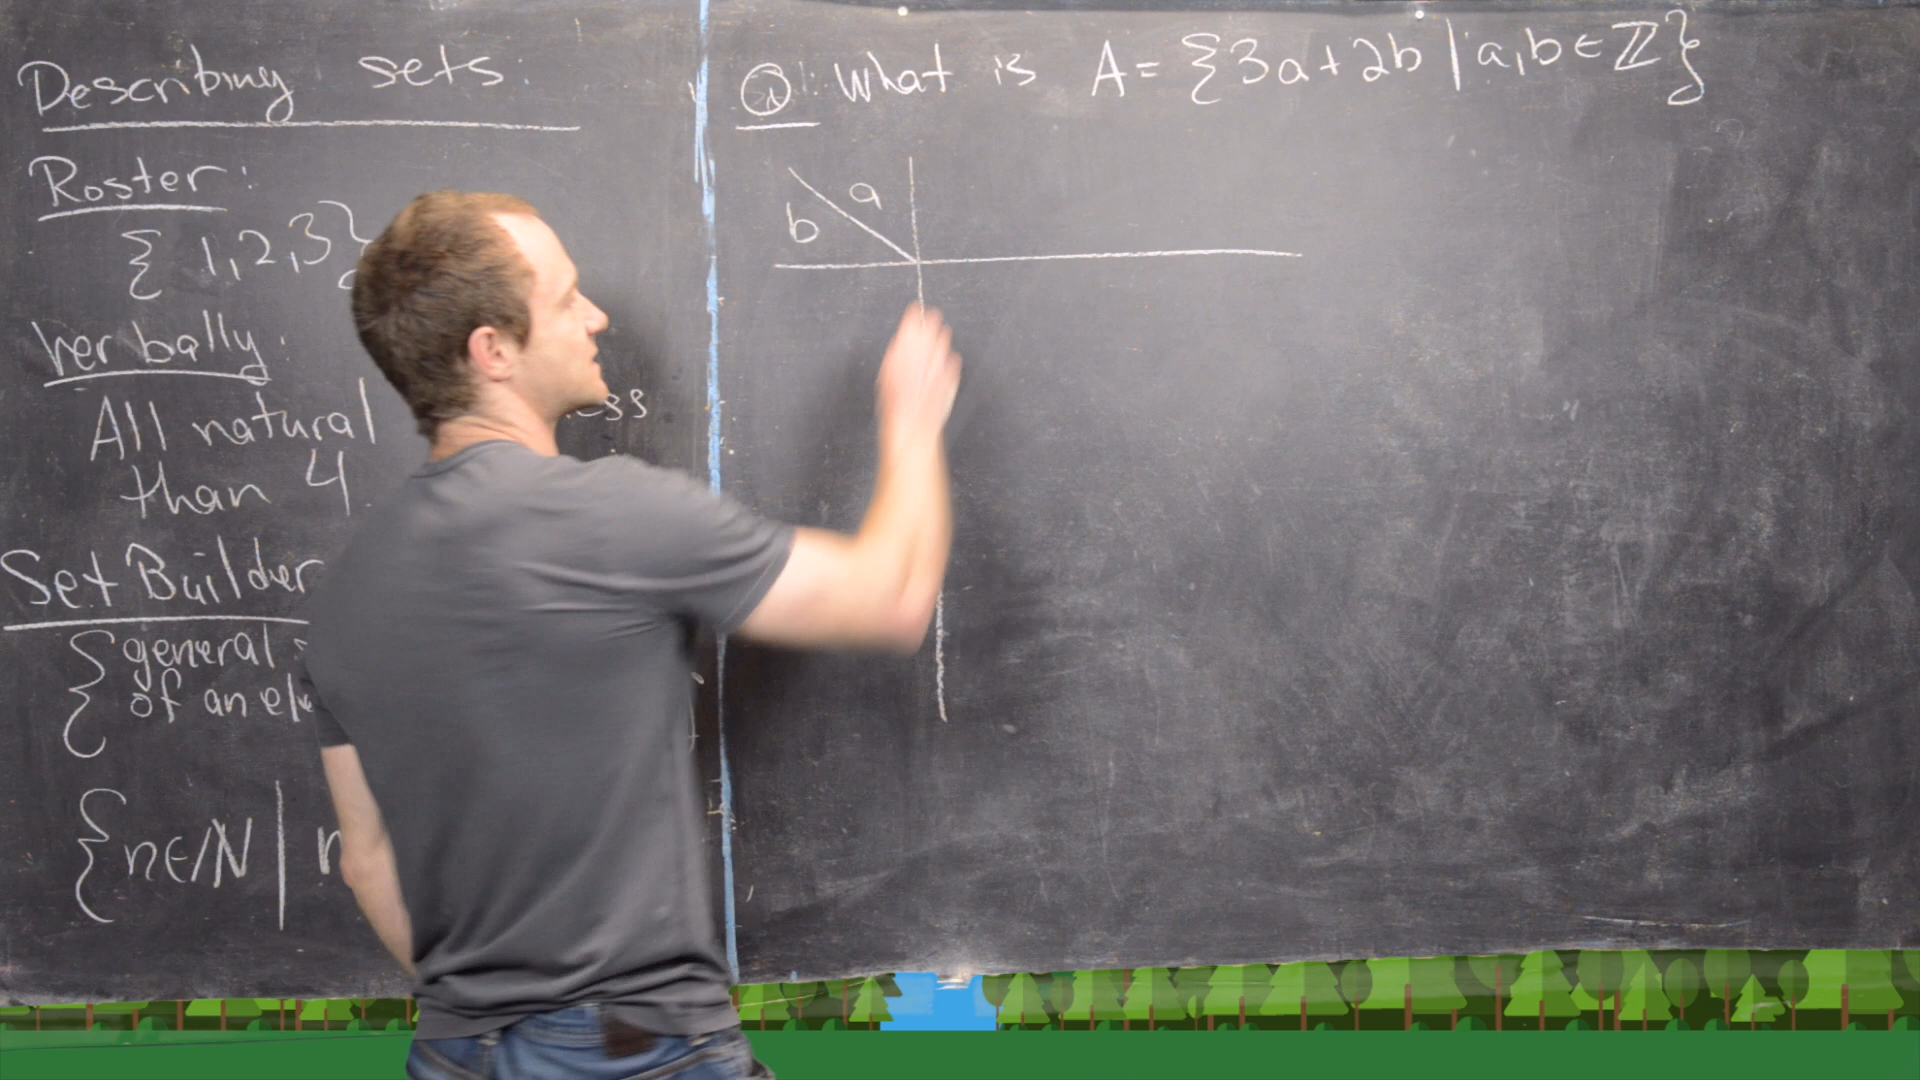 Describing sets:
Roster:
{1,2,3}
Verbally:
All natural
than 4.
Set Builder
{general
of an ele
{n∈ℕ |
Q: What is A = {3a+2b | a,b ∈ ℤ}
a
b